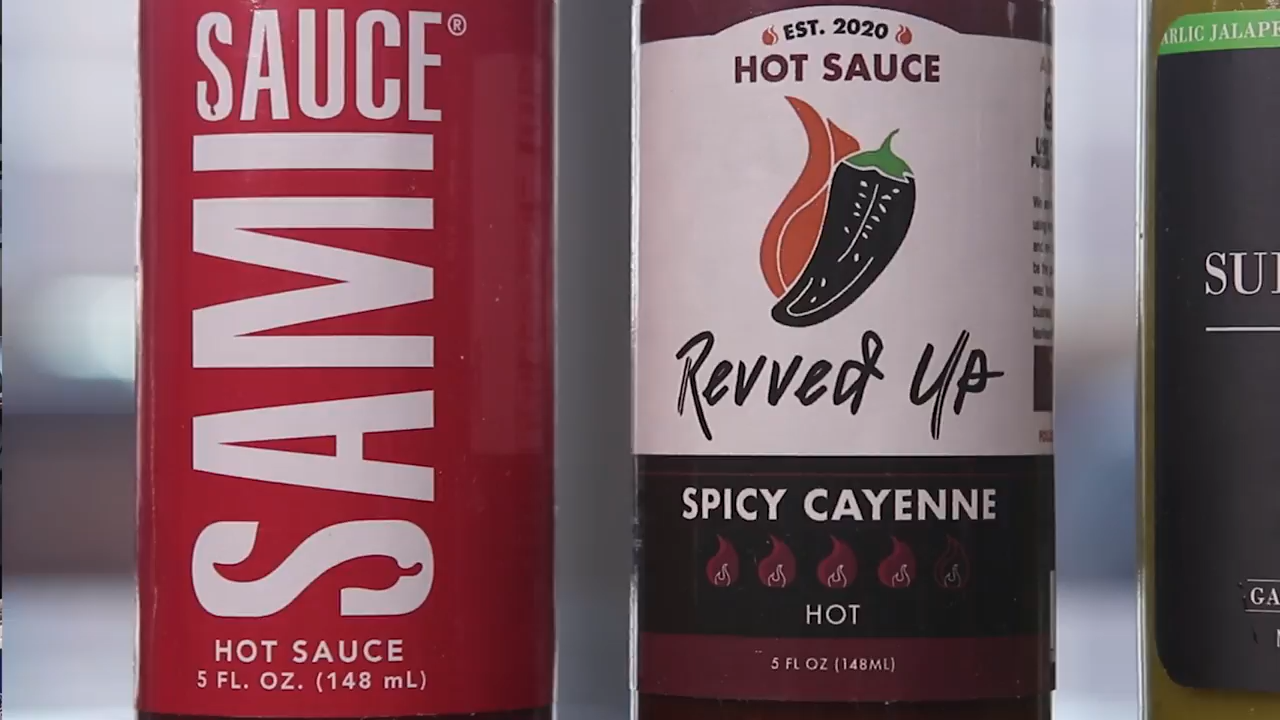 SAUCE®
SAMI
HOT SAUCE
5 FL. OZ. (148 mL)
EST. 2020
HOT SAUCE
Revved Up
SPICY CAYENNE
HOT
5 FL OZ (148ML)